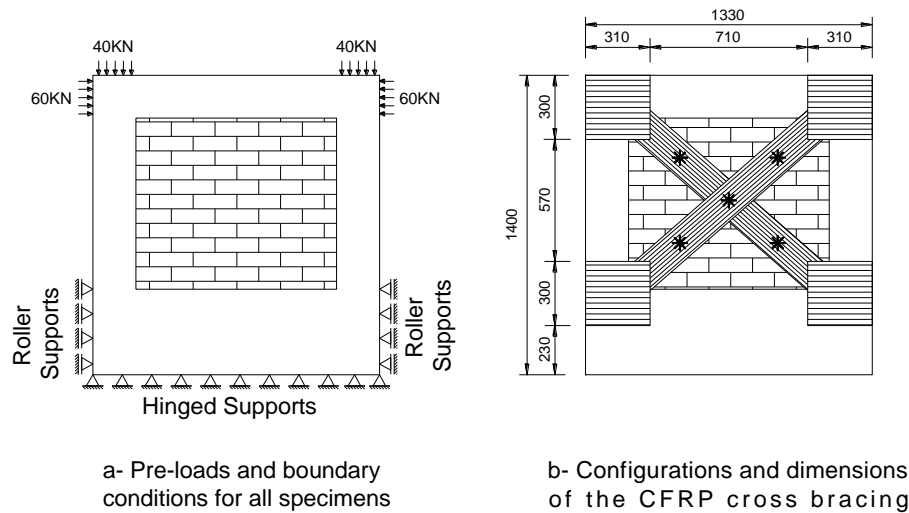 40KN
40KN
60KN
60KN
Roller
Supports
Roller
Supports
Hinged Supports
a- Pre-loads and boundary
conditions for all specimens
1330
310
710
310
300
570
1400
300
230
b- Configurations and dimensions
of the CFRP cross bracing